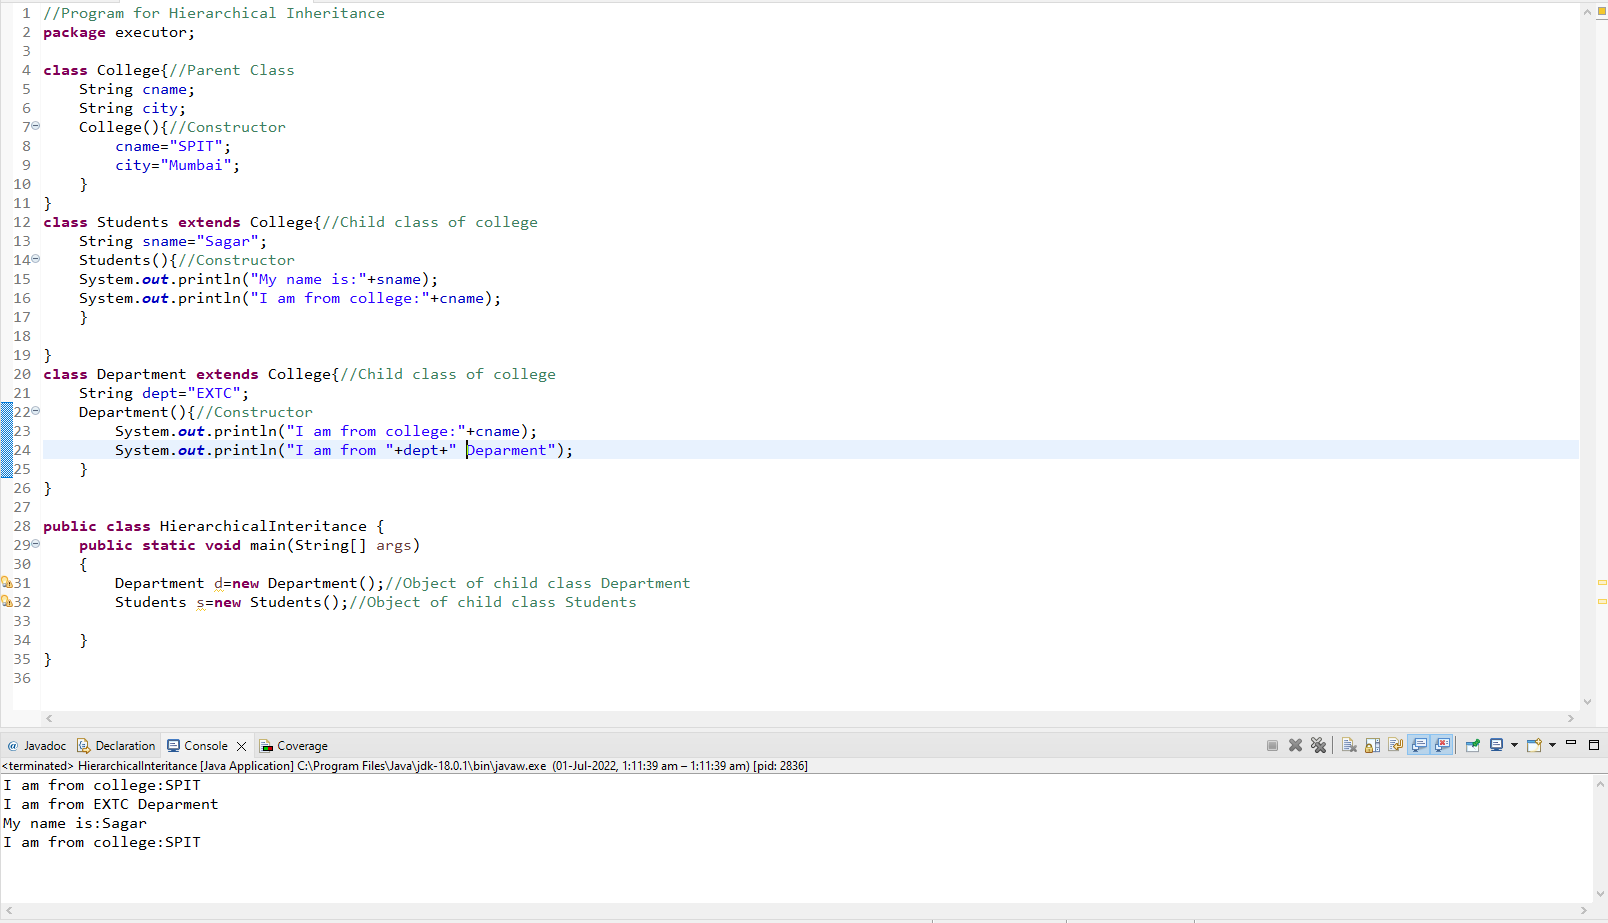 1 //Program for Hierarchical Inheritance
2 package executor;
3
4 class College{//Parent Class
5 String cname;
6 String city;
7 College(){//Constructor
8 cname="SPIT";
9 city="Mumbai";
10 }
11 }
12 class Students extends College{//Child class of college
13 String sname="Sagar";
14 Students(){//Constructor
15 System.out.println("My name is:"+sname);
16 System.out.println("I am from college:"+cname);
17 }
18
19 }
20 class Department extends College{//Child class of college
21 String dept="EXTC";
22 Department(){//Constructor
23 System.out.println("I am from college:"+cname);
24 System.out.println("I am from "+dept+" Deparment");
25 }
26 }
27
28 public class HierarchicalInteritance {
29 public static void main(String[] args)
30 {
31 Department d=new Department();//Object of child class Department
32 Students s=new Students();//Object of child class Students
33
34 }
35 }
36
@ Javadoc Declaration Console Coverage
<terminated> HierarchicalInteritance [Java Application] C:\Program Files\Java\jdk-18.0.1\bin\javaw.exe (01-Jul-2022, 1:11:39 am – 1:11:39 am) [pid: 2836]
I am from college:SPIT
I am from EXTC Deparment
My name is:Sagar
I am from college:SPIT